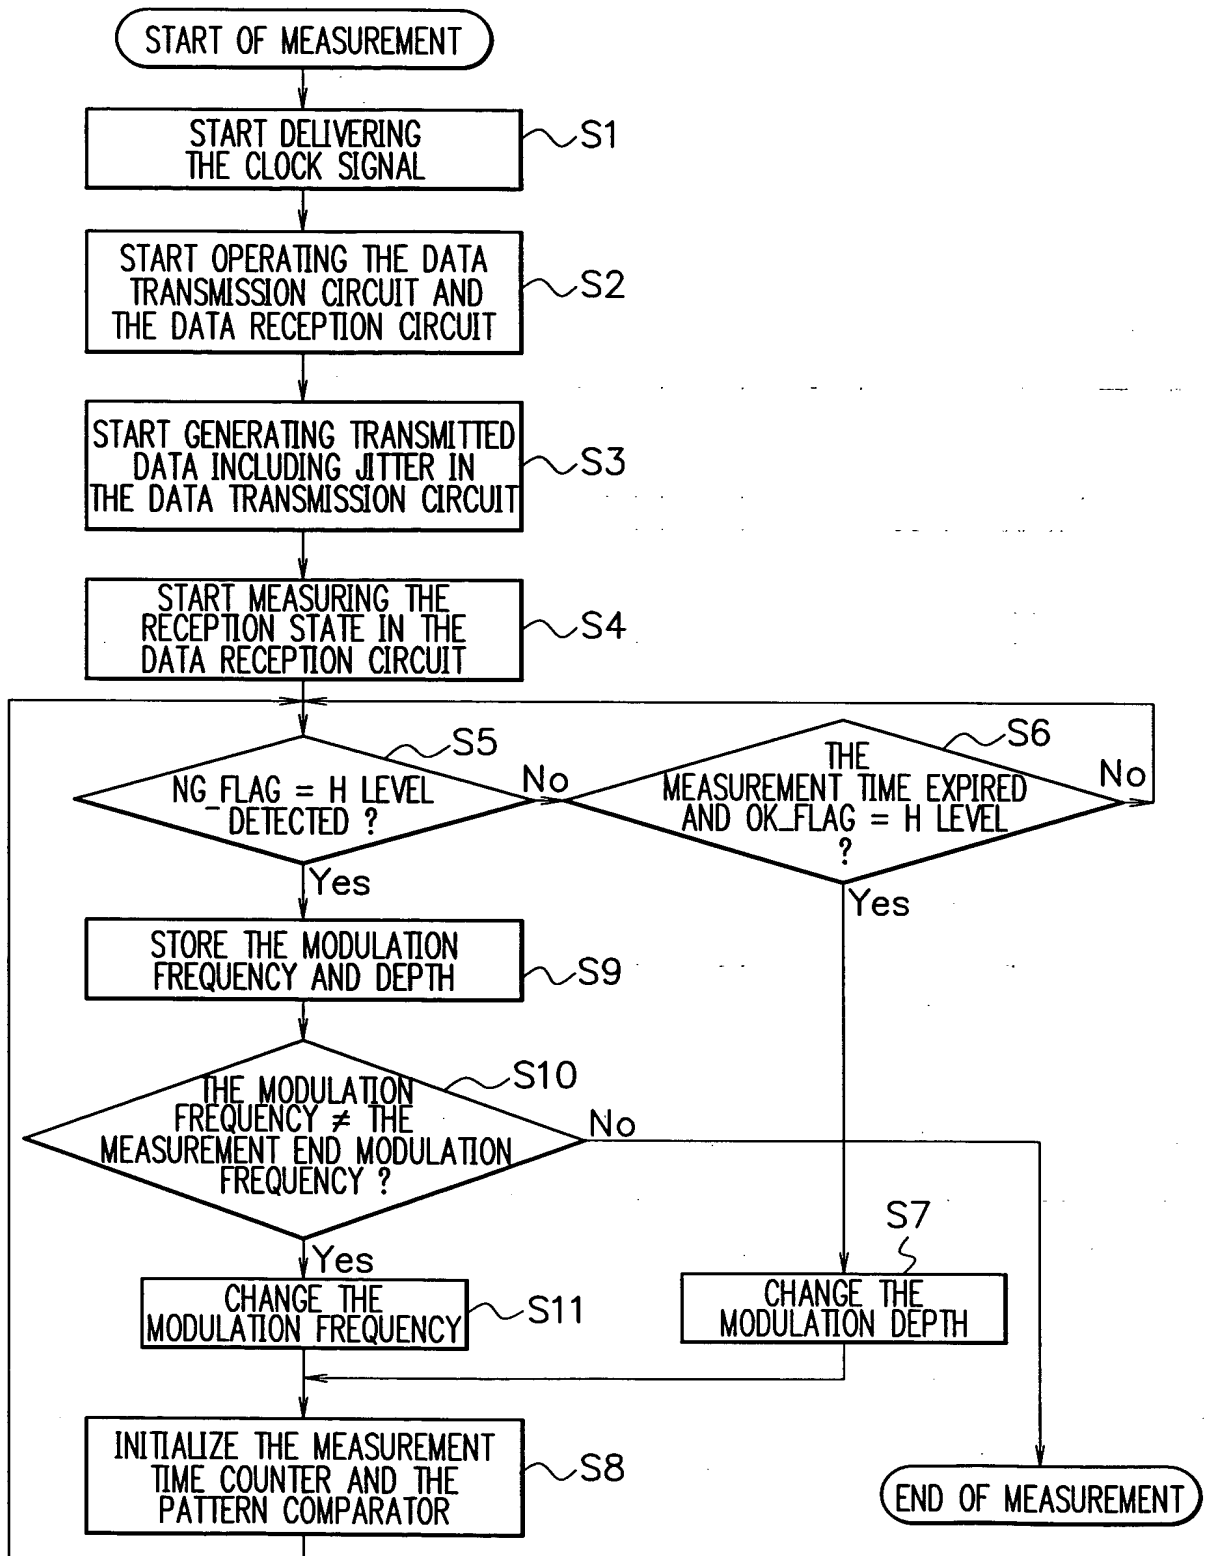 START OF MEASUREMENT
START DELIVERING
THE CLOCK SIGNAL
S1
START OPERATING THE DATA
TRANSMISSION CIRCUIT AND
THE DATA RECEPTION CIRCUIT
S2
START GENERATING TRANSMITTED
DATA INCLUDING JITTER IN
THE DATA TRANSMISSION CIRCUIT
S3
START MEASURING THE
RECEPTION STATE IN THE
DATA RECEPTION CIRCUIT
S4
S5
NG_FLAG = H LEVEL
DETECTED ?
No
Yes
S6
THE
MEASUREMENT TIME EXPIRED
AND OK_FLAG = H LEVEL
?
No
Yes
STORE THE MODULATION
FREQUENCY AND DEPTH
S9
S10
THE MODULATION
FREQUENCY ≠ THE
MEASUREMENT END MODULATION
FREQUENCY ?
No
Yes
S7
CHANGE THE
MODULATION FREQUENCY
S11
CHANGE THE
MODULATION DEPTH
INITIALIZE THE MEASUREMENT
TIME COUNTER AND THE
PATTERN COMPARATOR
S8
END OF MEASUREMENT